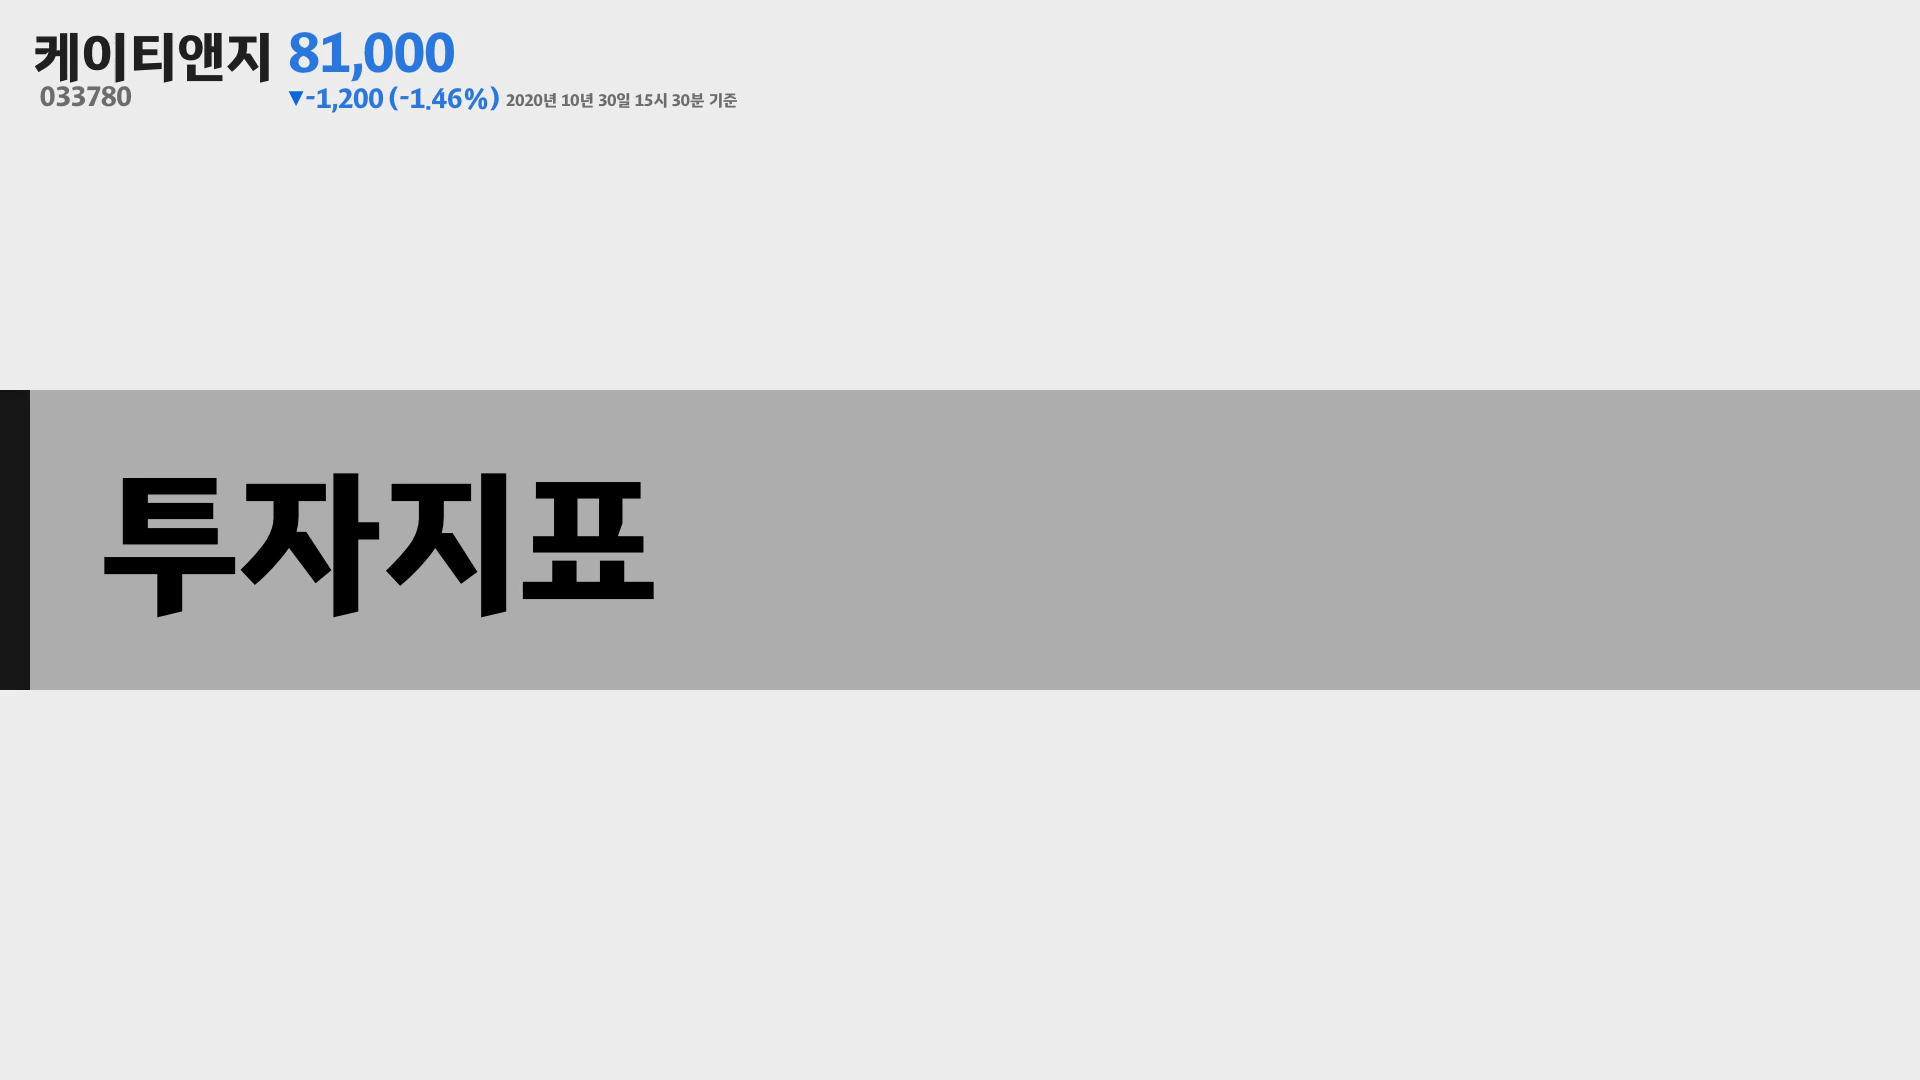 케이티앤지 81,000
033780 ▼-1,200 (-1.46%) 2020년 10년 30일 15시 30분 기준
투자지표